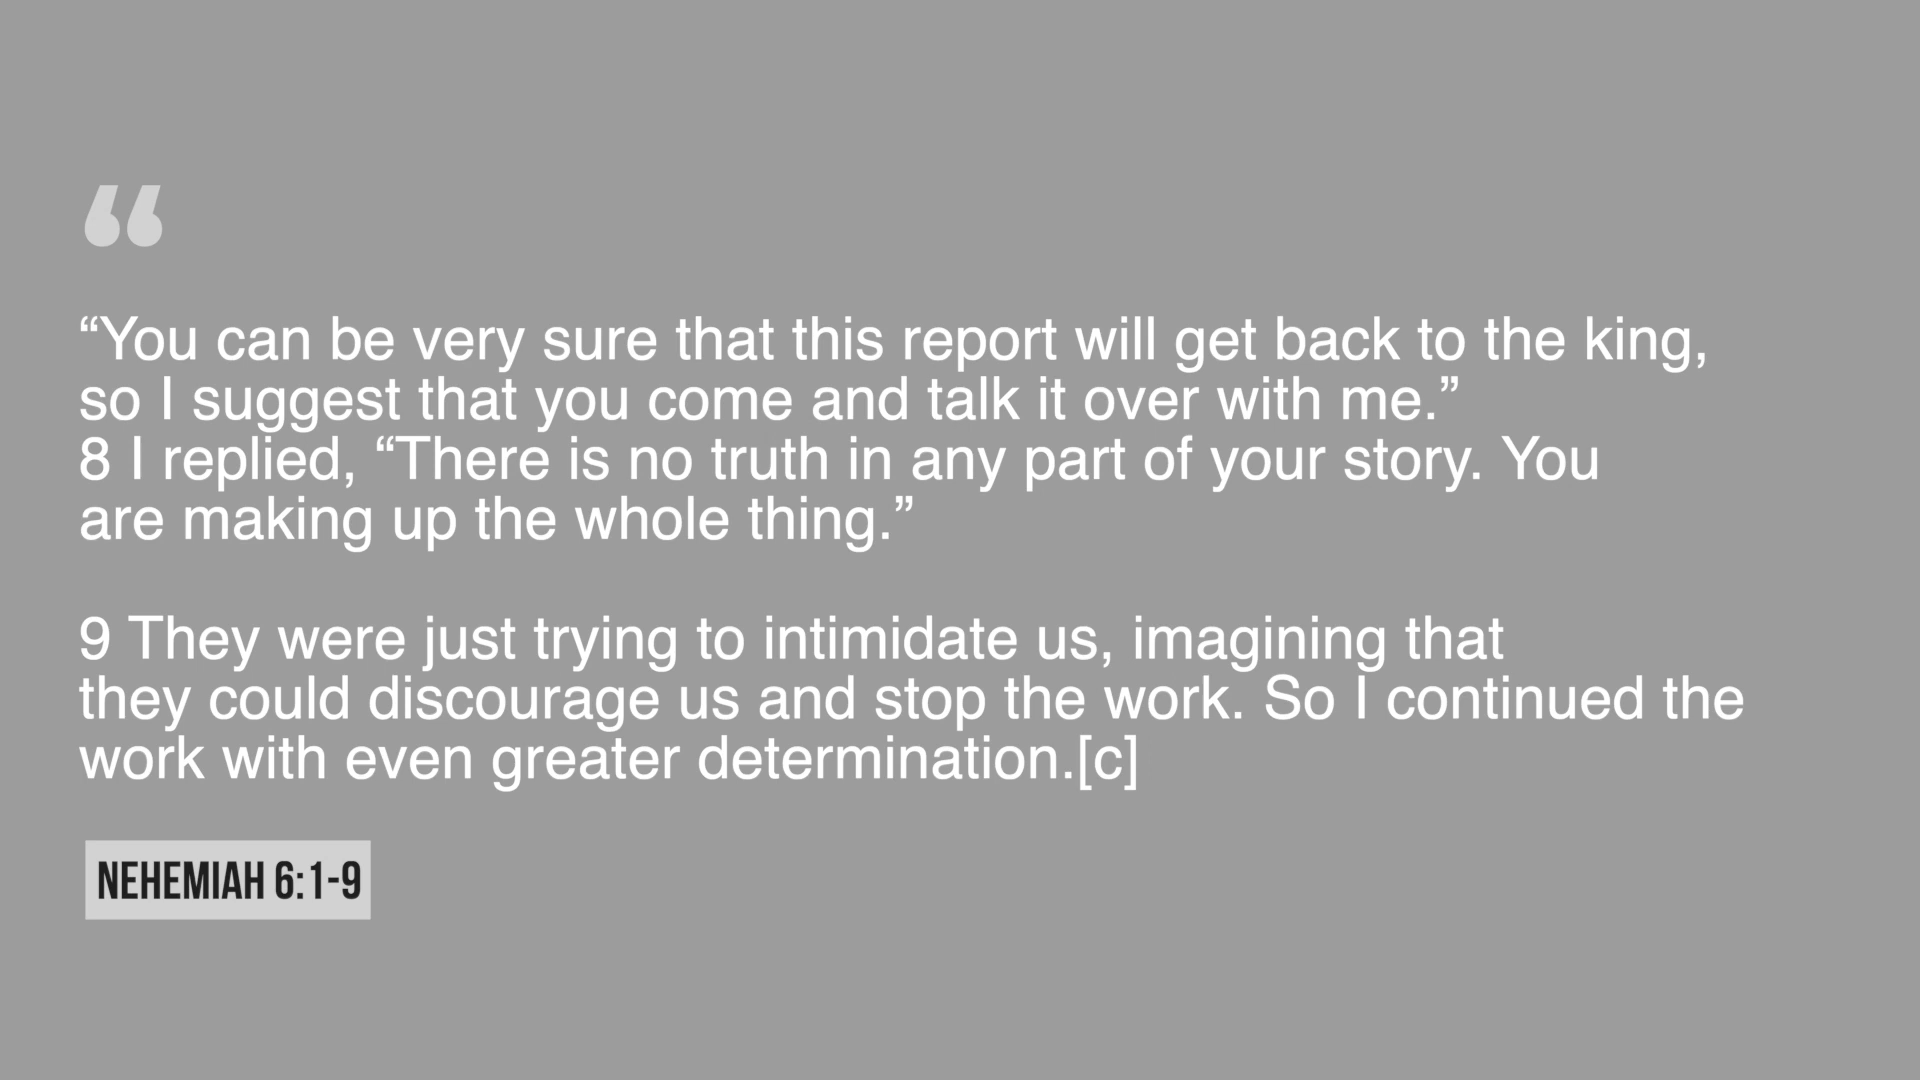 “
“You can be very sure that this report will get back to the king,
so I suggest that you come and talk it over with me.”
8 I replied, “There is no truth in any part of your story. You
are making up the whole thing.”
9 They were just trying to intimidate us, imagining that
they could discourage us and stop the work. So I continued the
work with even greater determination.[c]
NEHEMIAH 6:1-9